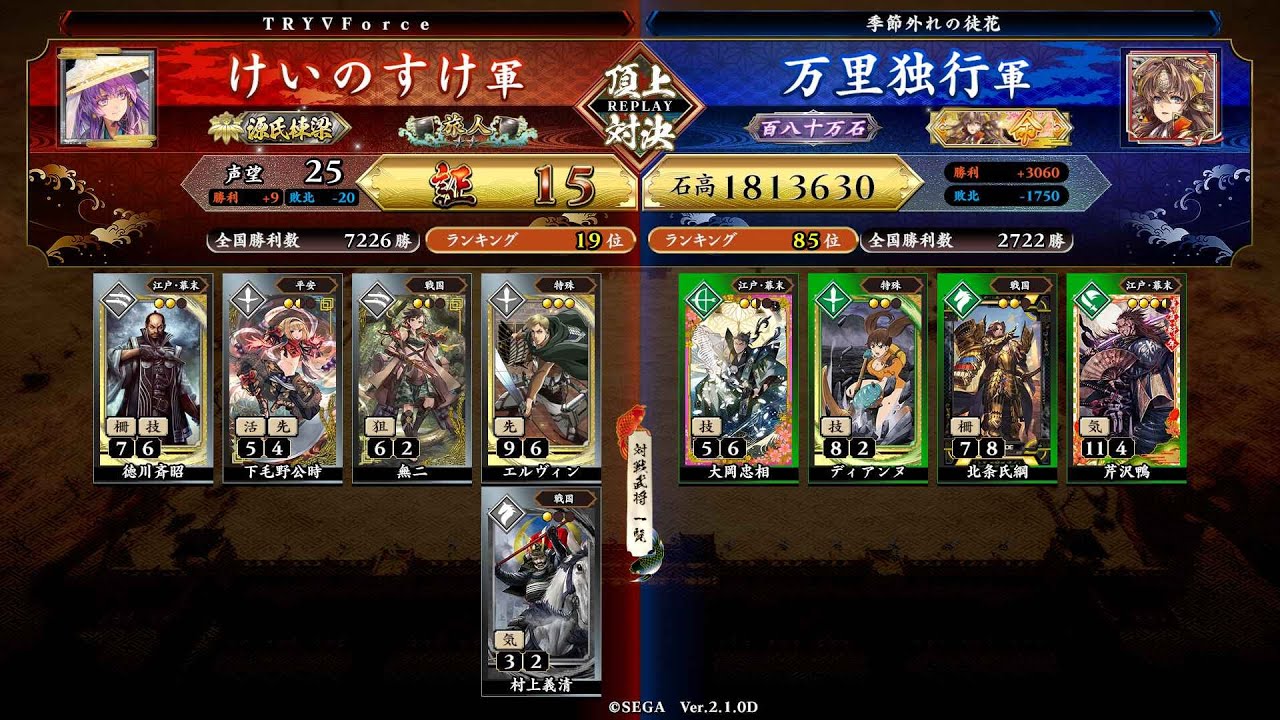 TRY∇Force
季節外れの徒花
けいのすけ軍
頂上
REPLAY
対決
万里独行軍
源氏棟梁
旅人
百八十万石
命
声望 25
勝利 +9 敗北 -20
証 15
石高 1813630
勝利 +3060
敗北 -1750
全国勝利数 7226勝
ランキング 19位
ランキング 85位
全国勝利数 2722勝
江戸・幕末
柵 技
7 6
徳川斉昭
平安
活 先
5 4
下毛野公時
戦国
狙
6 2
無二
特殊
先
9 6
エルヴィン
江戸・幕末
技
5 6
大岡忠相
特殊
技
8 2
ディアンヌ
戦国
柵
7 8
北条氏綱
江戸・幕末
気
11 4
芹沢鴨
対戦武将一覧
戦国
気
3 2
村上義清
©SEGA Ver.2.1.0D